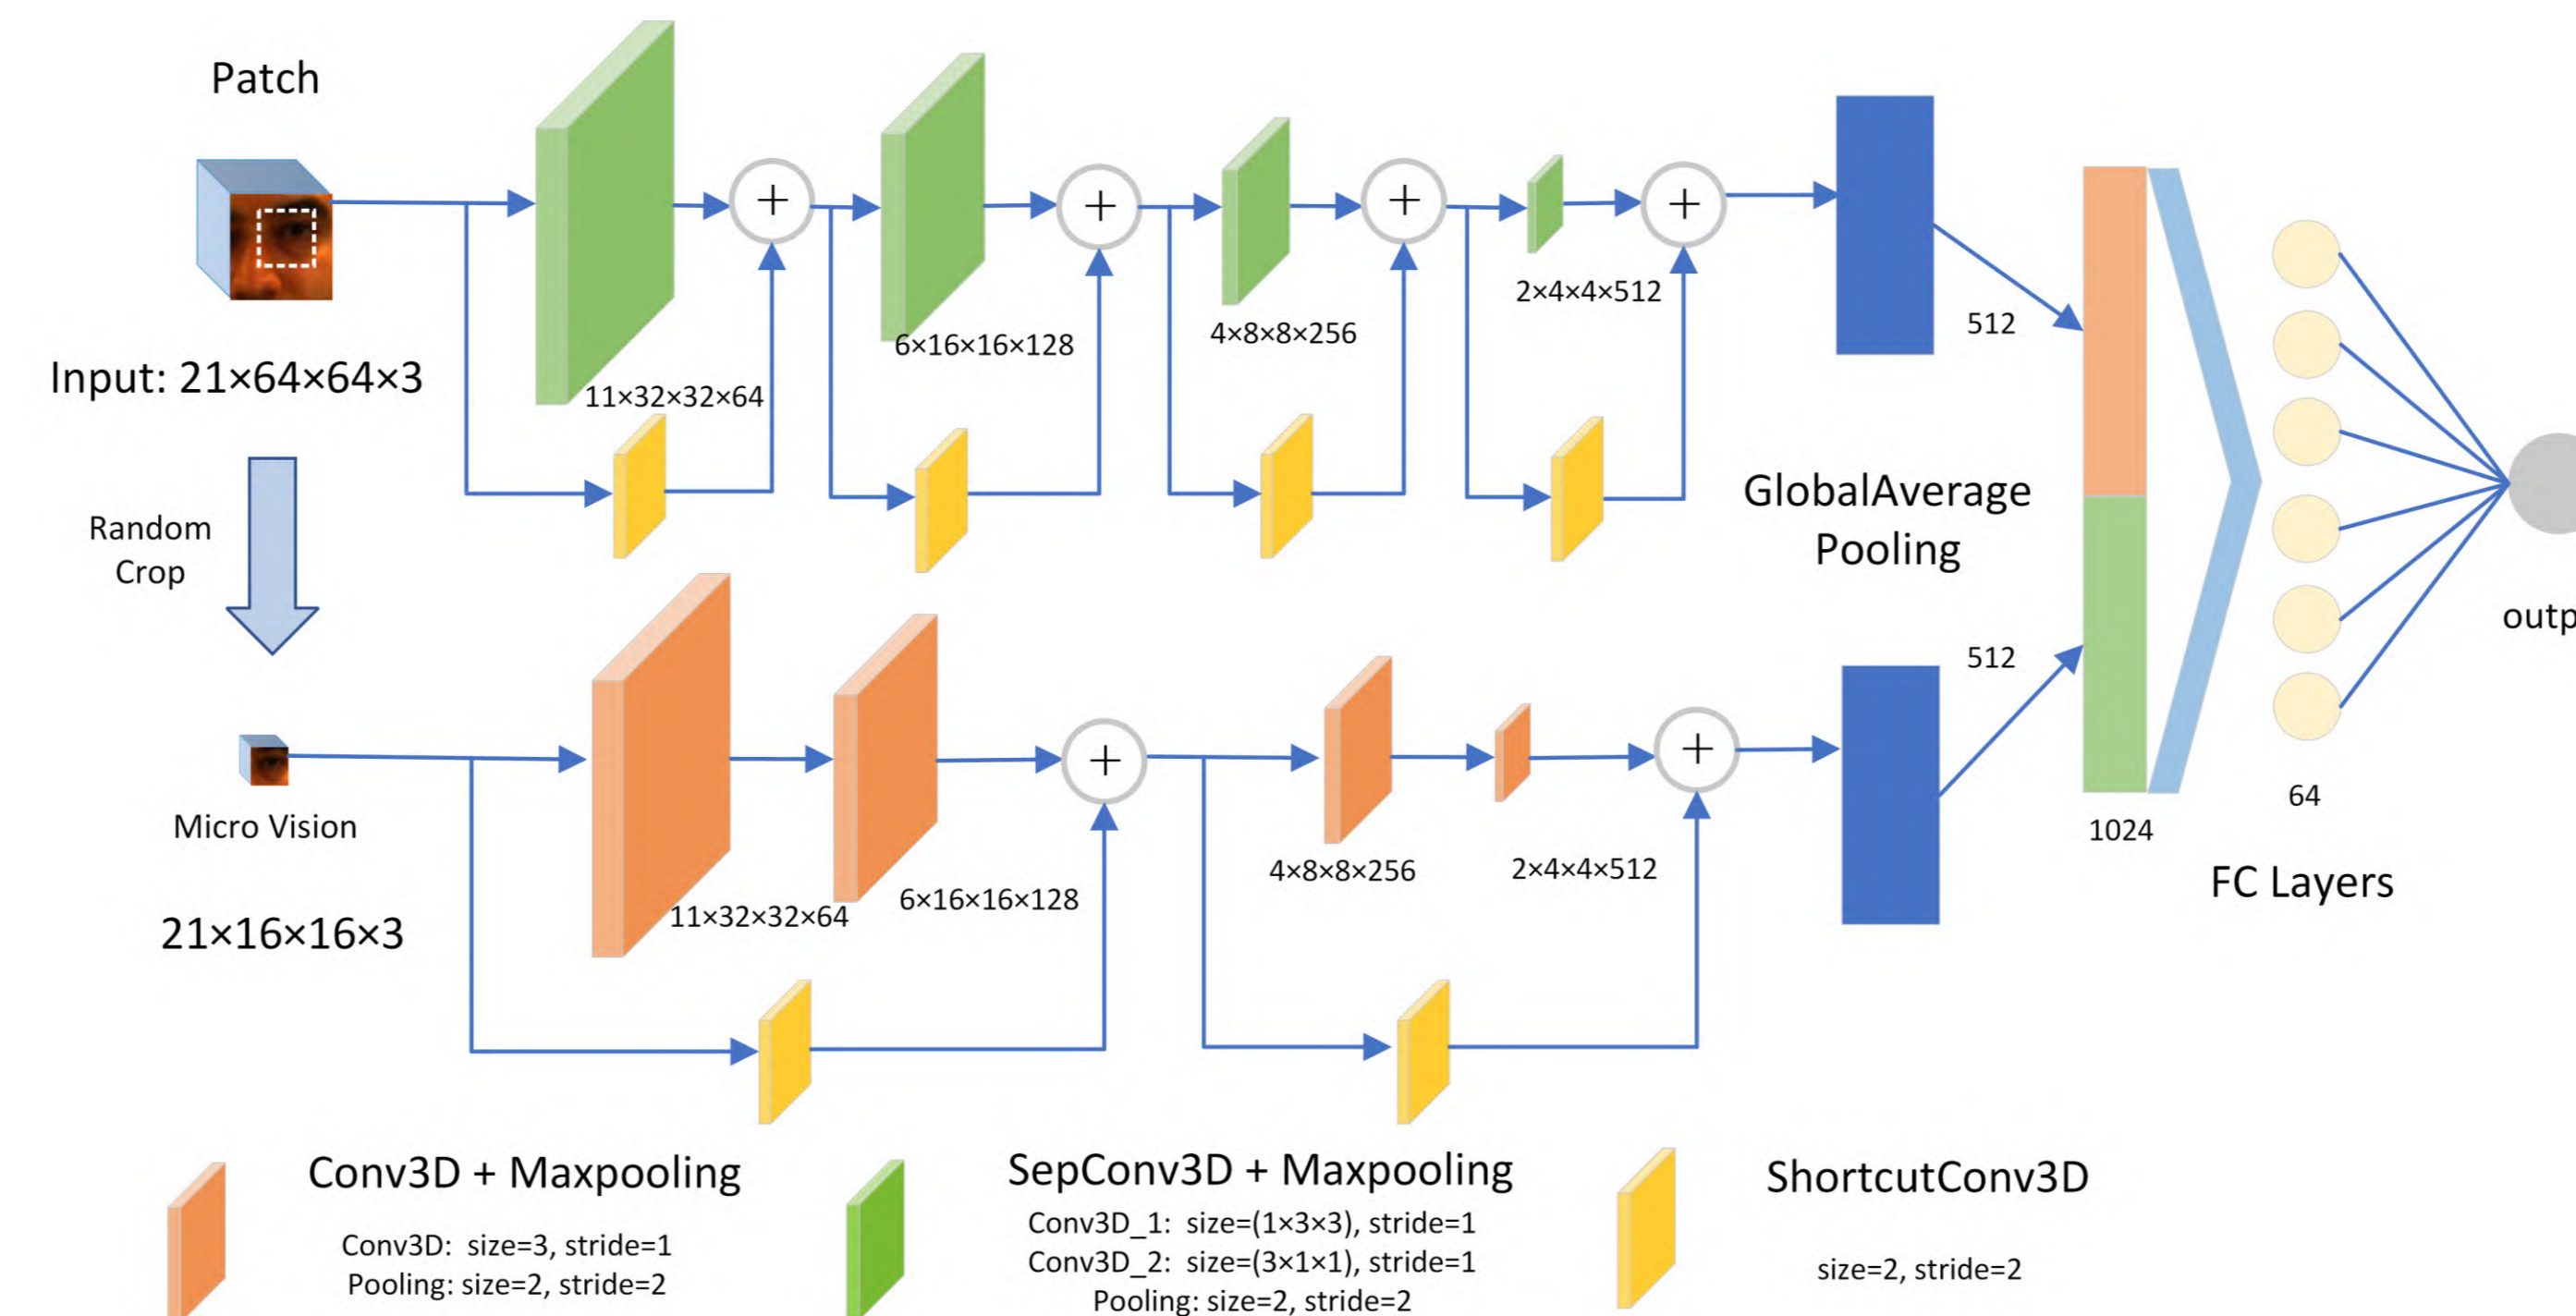 Patch
Input: 21×64×64×3
Random
Crop
Micro Vision
21×16×16×3
11×32×32×64
6×16×16×128
4×8×8×256
2×4×4×512
+
+
+
+
GlobalAverage
Pooling
512
512
11×32×32×64
6×16×16×128
4×8×8×256
2×4×4×512
+
+
1024
64
FC Layers
outp
Conv3D + Maxpooling
Conv3D: size=3, stride=1
Pooling: size=2, stride=2
SepConv3D + Maxpooling
Conv3D_1: size=(1×3×3), stride=1
Conv3D_2: size=(3×1×1), stride=1
Pooling: size=2, stride=2
ShortcutConv3D
size=2, stride=2